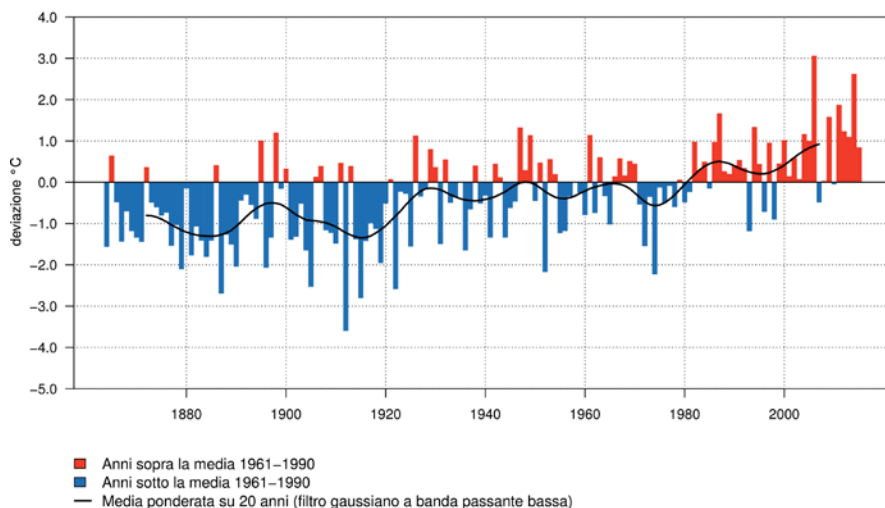 4.0
3.0
2.0
1.0
0.0
−1.0
−2.0
−3.0
−4.0
−5.0
deviazione °C
1880 1900 1920 1940 1960 1980 2000
Anni sopra la media 1961−1990
Anni sotto la media 1961−1990
Media ponderata su 20 anni (filtro gaussiano a banda passante bassa)